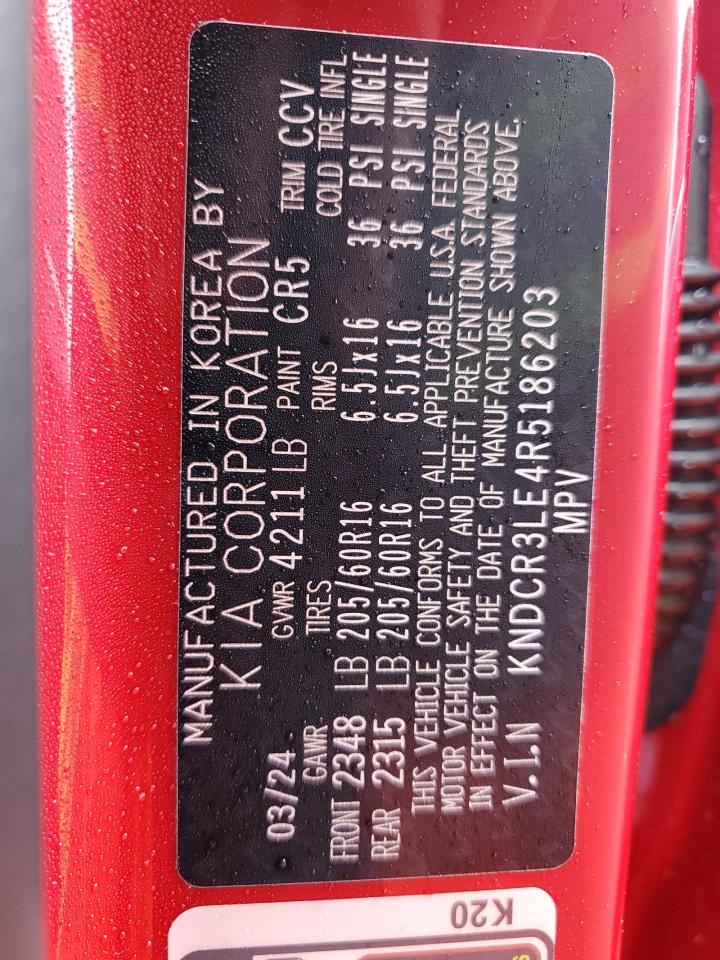 MANUFACTURED IN KOREA BY
KIA CORPORATION
03/24 GVWR 4211 LB PAINT CR5 TRIM CCV
GAWR TIRES RIMS COLD TIRE INFL
FRONT 2348 LB 205/60R16 6.5Jx16 36 PSI SINGLE
REAR 2315 LB 205/60R16 6.5Jx16 36 PSI SINGLE
THIS VEHICLE CONFORMS TO ALL APPLICABLE U.S.A. FEDERAL
MOTOR VEHICLE SAFETY AND THEFT PREVENTION STANDARDS
IN EFFECT ON THE DATE OF MANUFACTURE SHOWN ABOVE.
V.I.N KNDCR3LE4R5186203
MPV
K20